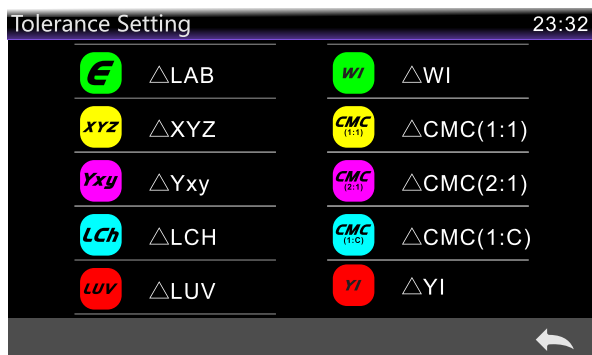 Tolerance Setting 23:32
E △LAB
WI △WI
XYZ △XYZ
CMC (1:1) △CMC(1:1)
Yxy △Yxy
CMC (2:1) △CMC(2:1)
LCh △LCH
CMC (1:C) △CMC(1:C)
LUV △LUV
YI △YI